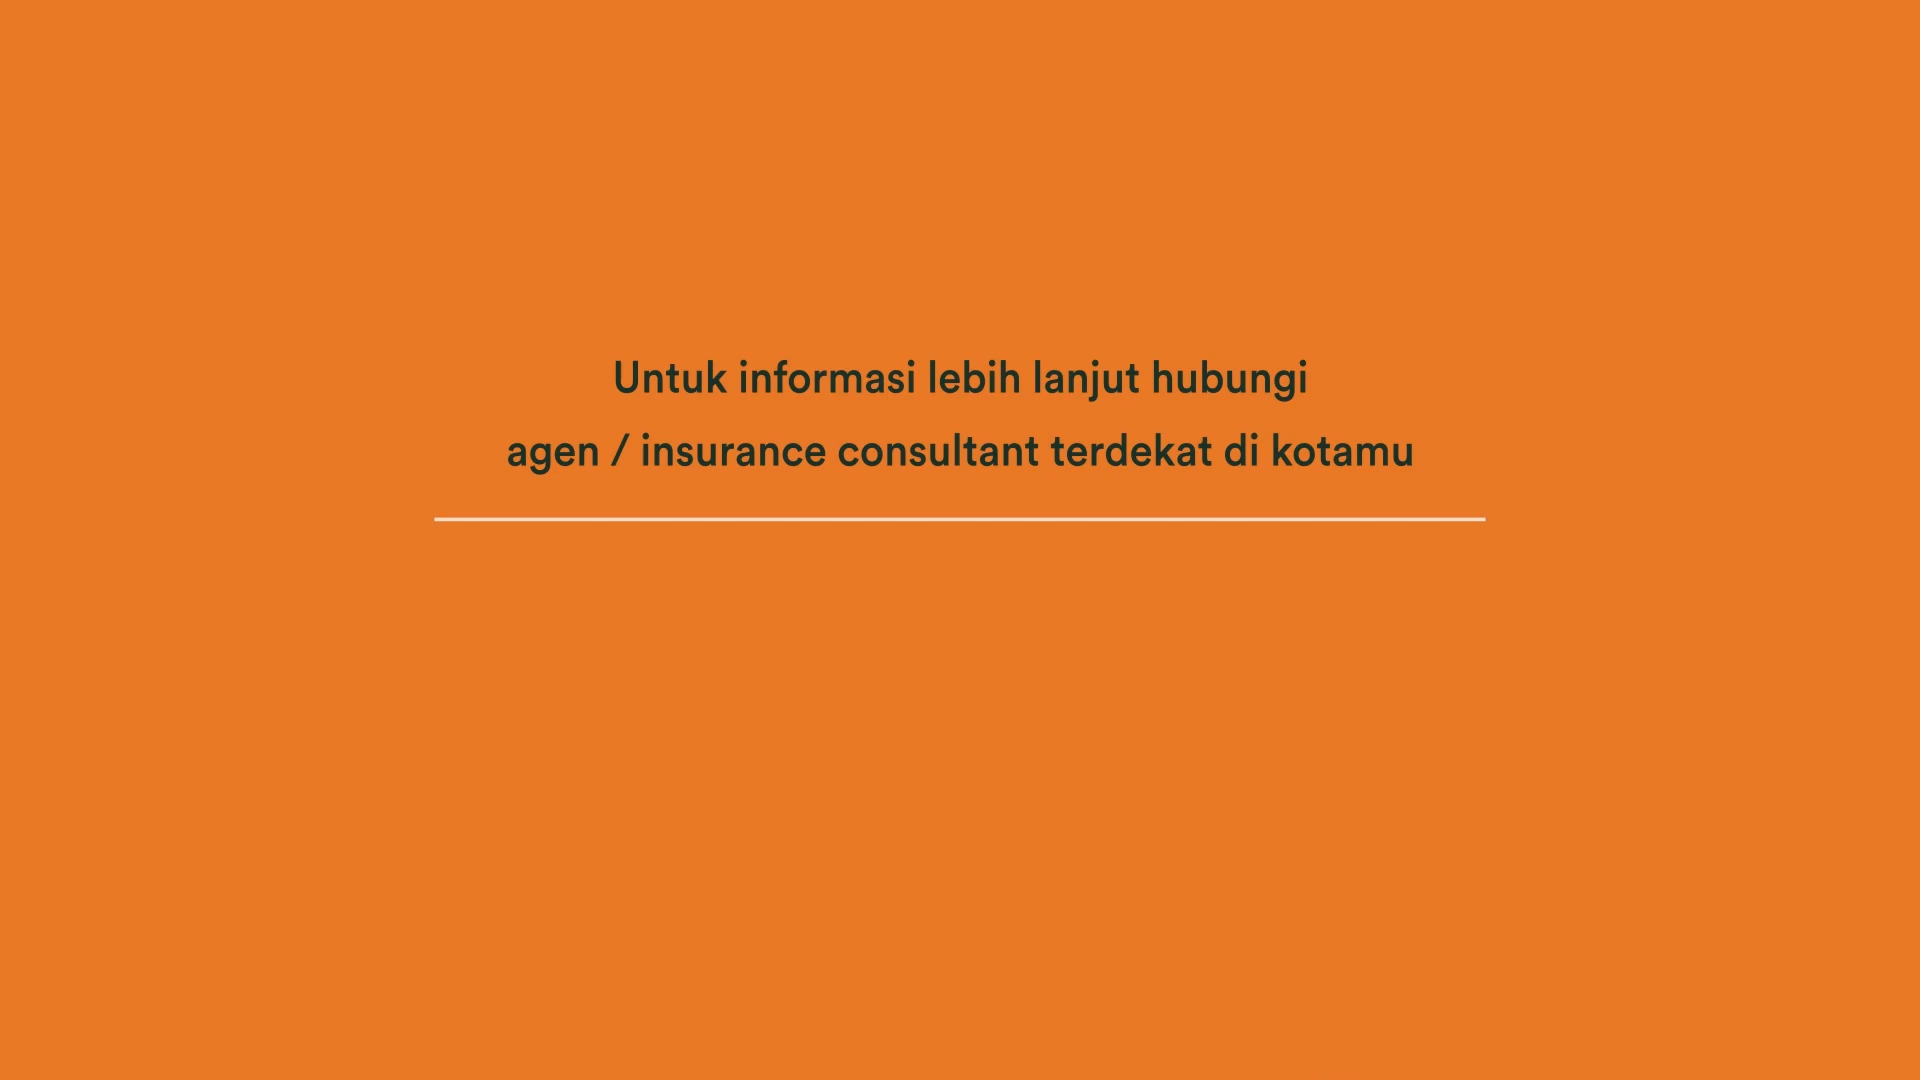 Untuk informasi lebih lanjut hubungi
agen / insurance consultant terdekat di kotamu